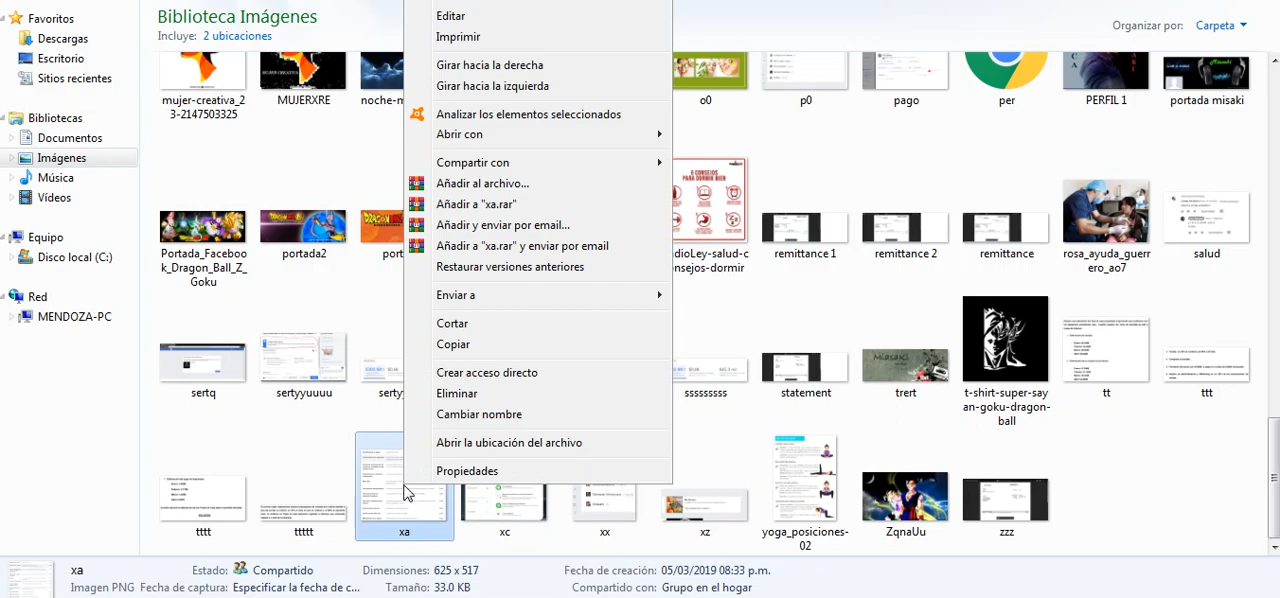 Favoritos
Descargas
Escritorio
Sitios recientes
Bibliotecas
Documentos
Imágenes
Música
Vídeos
Equipo
Disco local (C:)
Red
MENDOZA-PC
Biblioteca Imágenes
Incluye: 2 ubicaciones
Organizar por: Carpeta
mujer-creativa_2
3-2147503325
MUJERXRE
noche-m
o0
p0
pago
per
PERFIL 1
portada misaki
Portada_Faceboo
k_Dragon_Ball_Z_
Goku
portada2
port
onsejos-dormir
remittance 1
remittance 2
remittance
rosa_ayuda_guerr
ero_ao7
salud
sertq
sertyyuuuu
serty
sssssssss
statement
trert
t-shirt-super-say
an-goku-dragon-
ball
tt
ttt
tttt
ttttt
xa
xc
xx
xz
yoga_posiciones-
02
ZqnaUu
zzz
Editar
Imprimir
Girar hacia la derecha
Girar hacia la izquierda
Analizar los elementos seleccionados
Abrir con
Compartir con
Añadir al archivo...
Añadir a "xa.rar"
Añadir y enviar por email...
Añadir a "xa.rar" y enviar por email
Restaurar versiones anteriores
Enviar a
Cortar
Copiar
Crear acceso directo
Eliminar
Cambiar
Abrir la ubicación del archivo
Propiedades
xa
Imagen PNG
Estado: Compartido
Fecha de captura: Especificar la fecha de c...
Dimensiones: 517
Tamaño:
Fecha de creación: 05/03/2019 08:33 p.m.
Compartido con: Grupo en el hogar